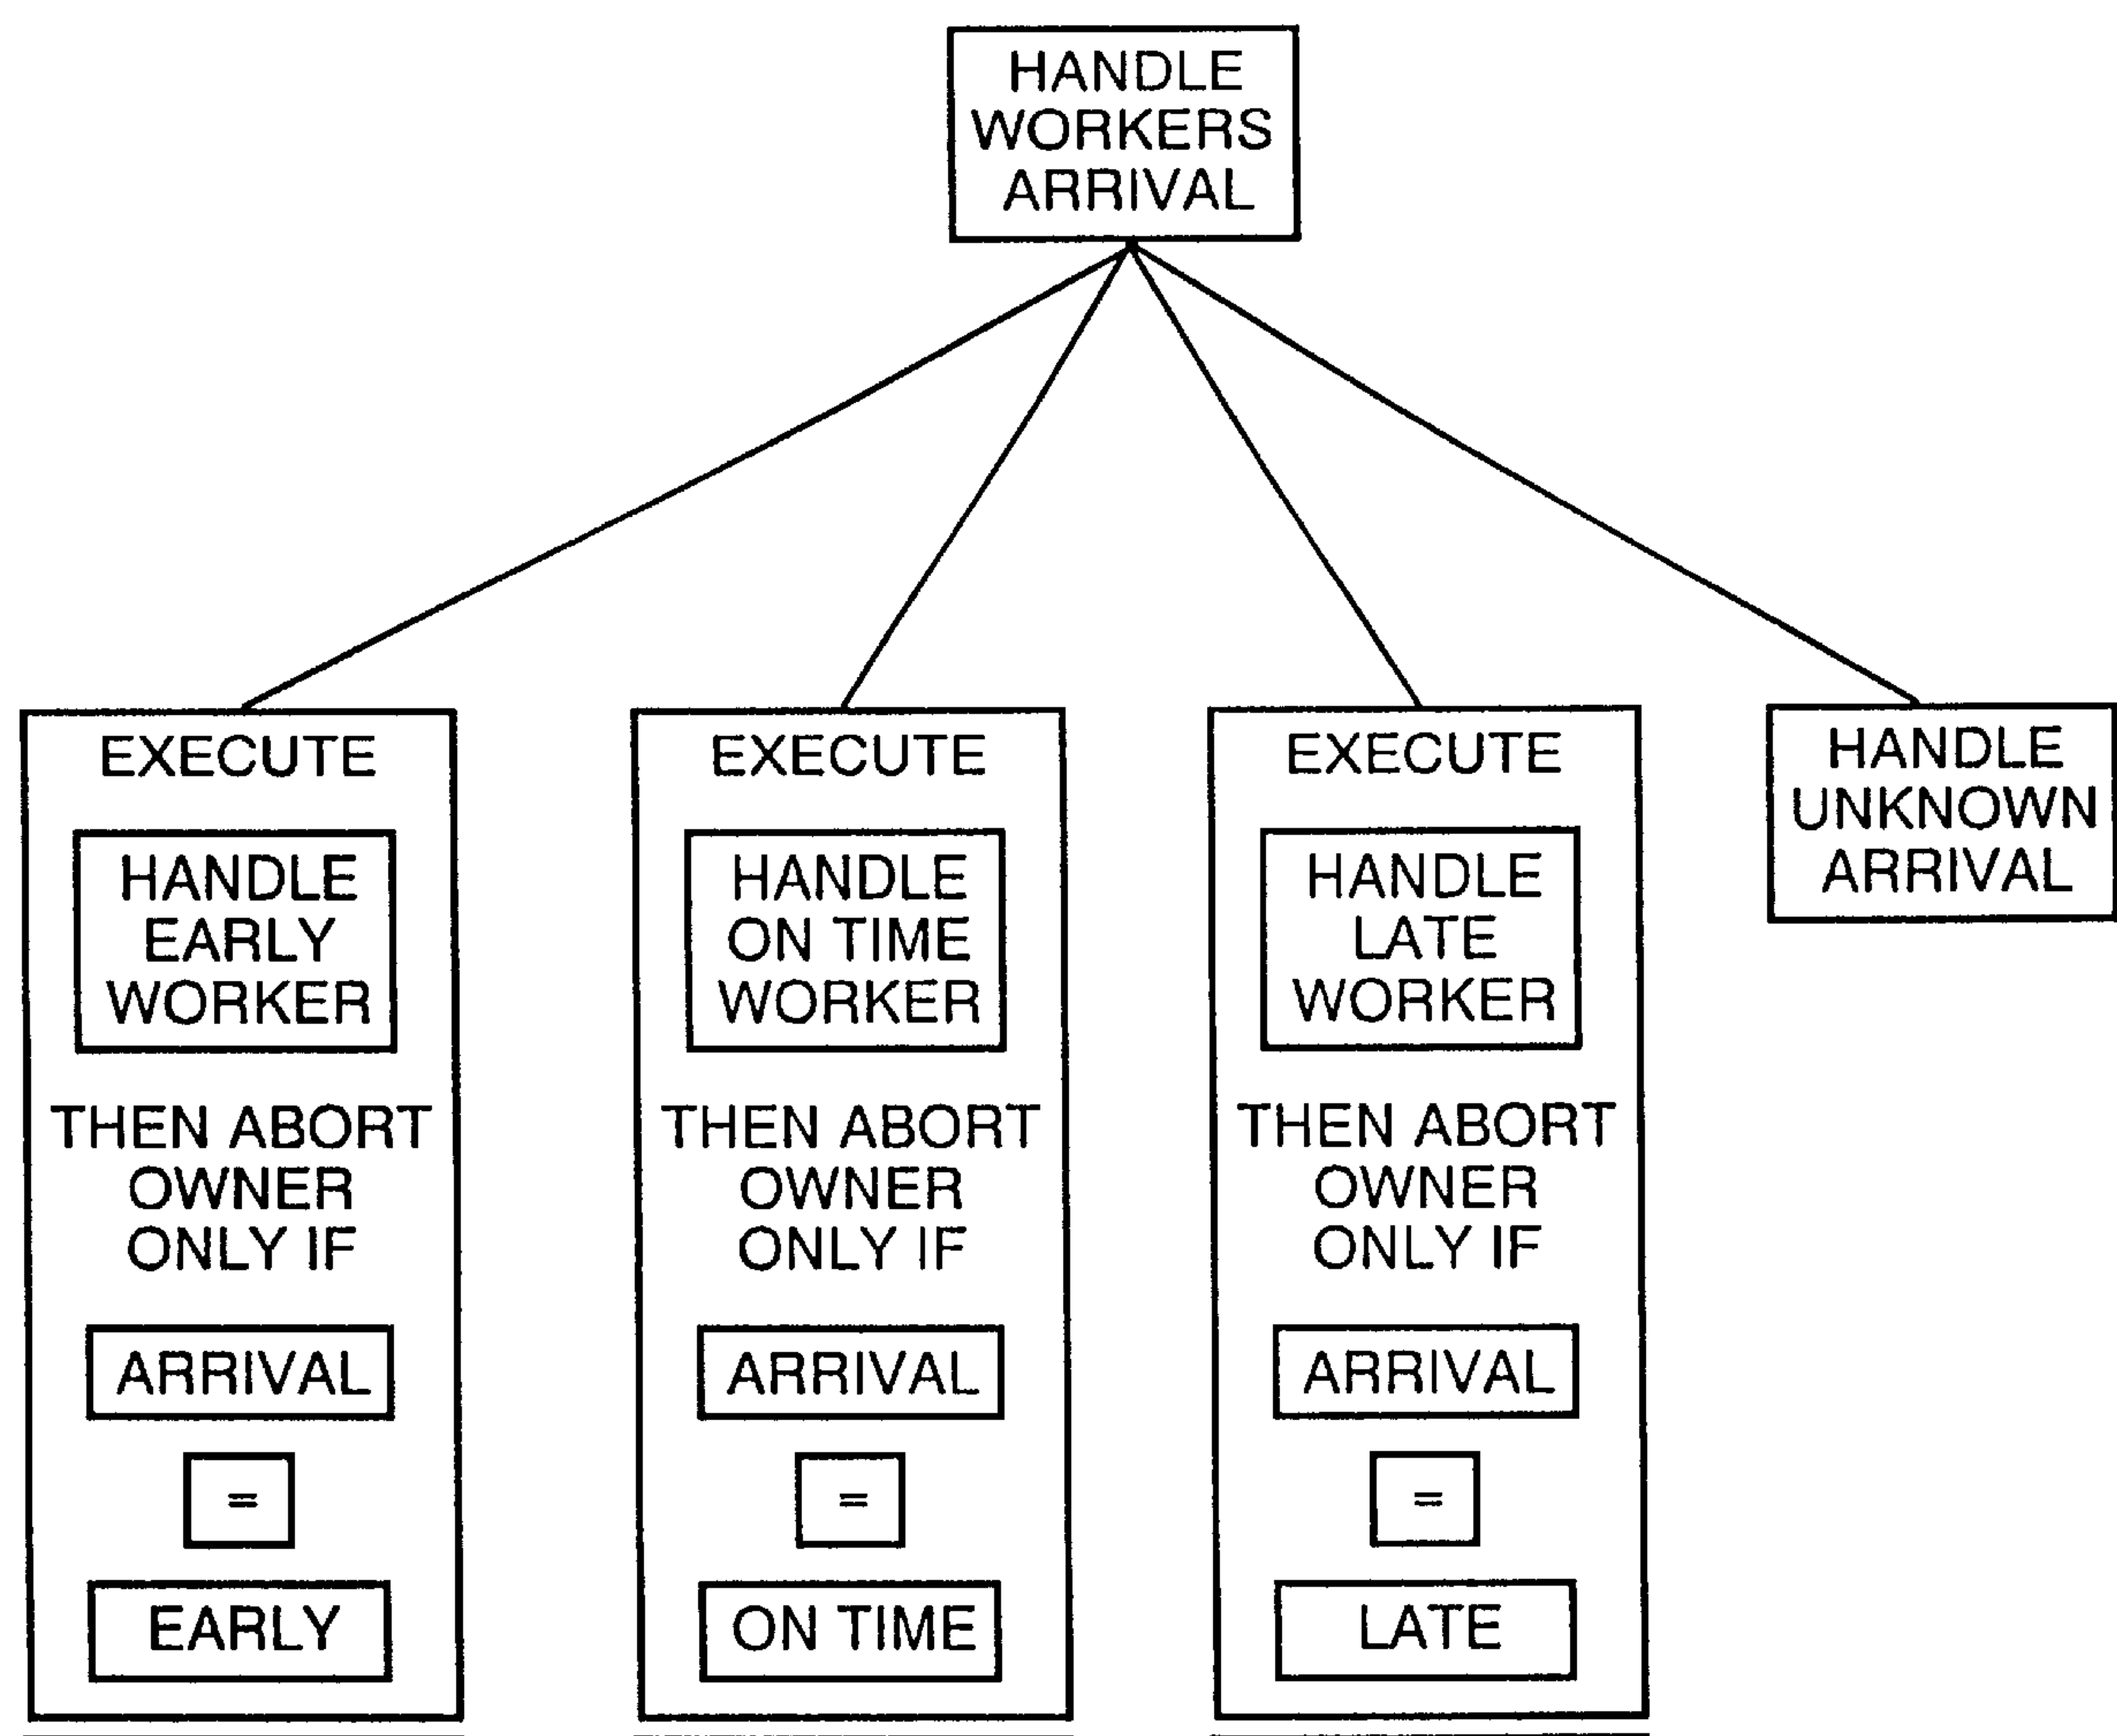 HANDLE
WORKERS
ARRIVAL
EXECUTE
HANDLE
EARLY
WORKER
THEN ABORT
OWNER
ONLY IF
ARRIVAL
=
EARLY
EXECUTE
HANDLE
ON TIME
WORKER
THEN ABORT
OWNER
ONLY IF
ARRIVAL
=
ON TIME
EXECUTE
HANDLE
LATE
WORKER
THEN ABORT
OWNER
ONLY IF
ARRIVAL
=
LATE
HANDLE
UNKNOWN
ARRIVAL